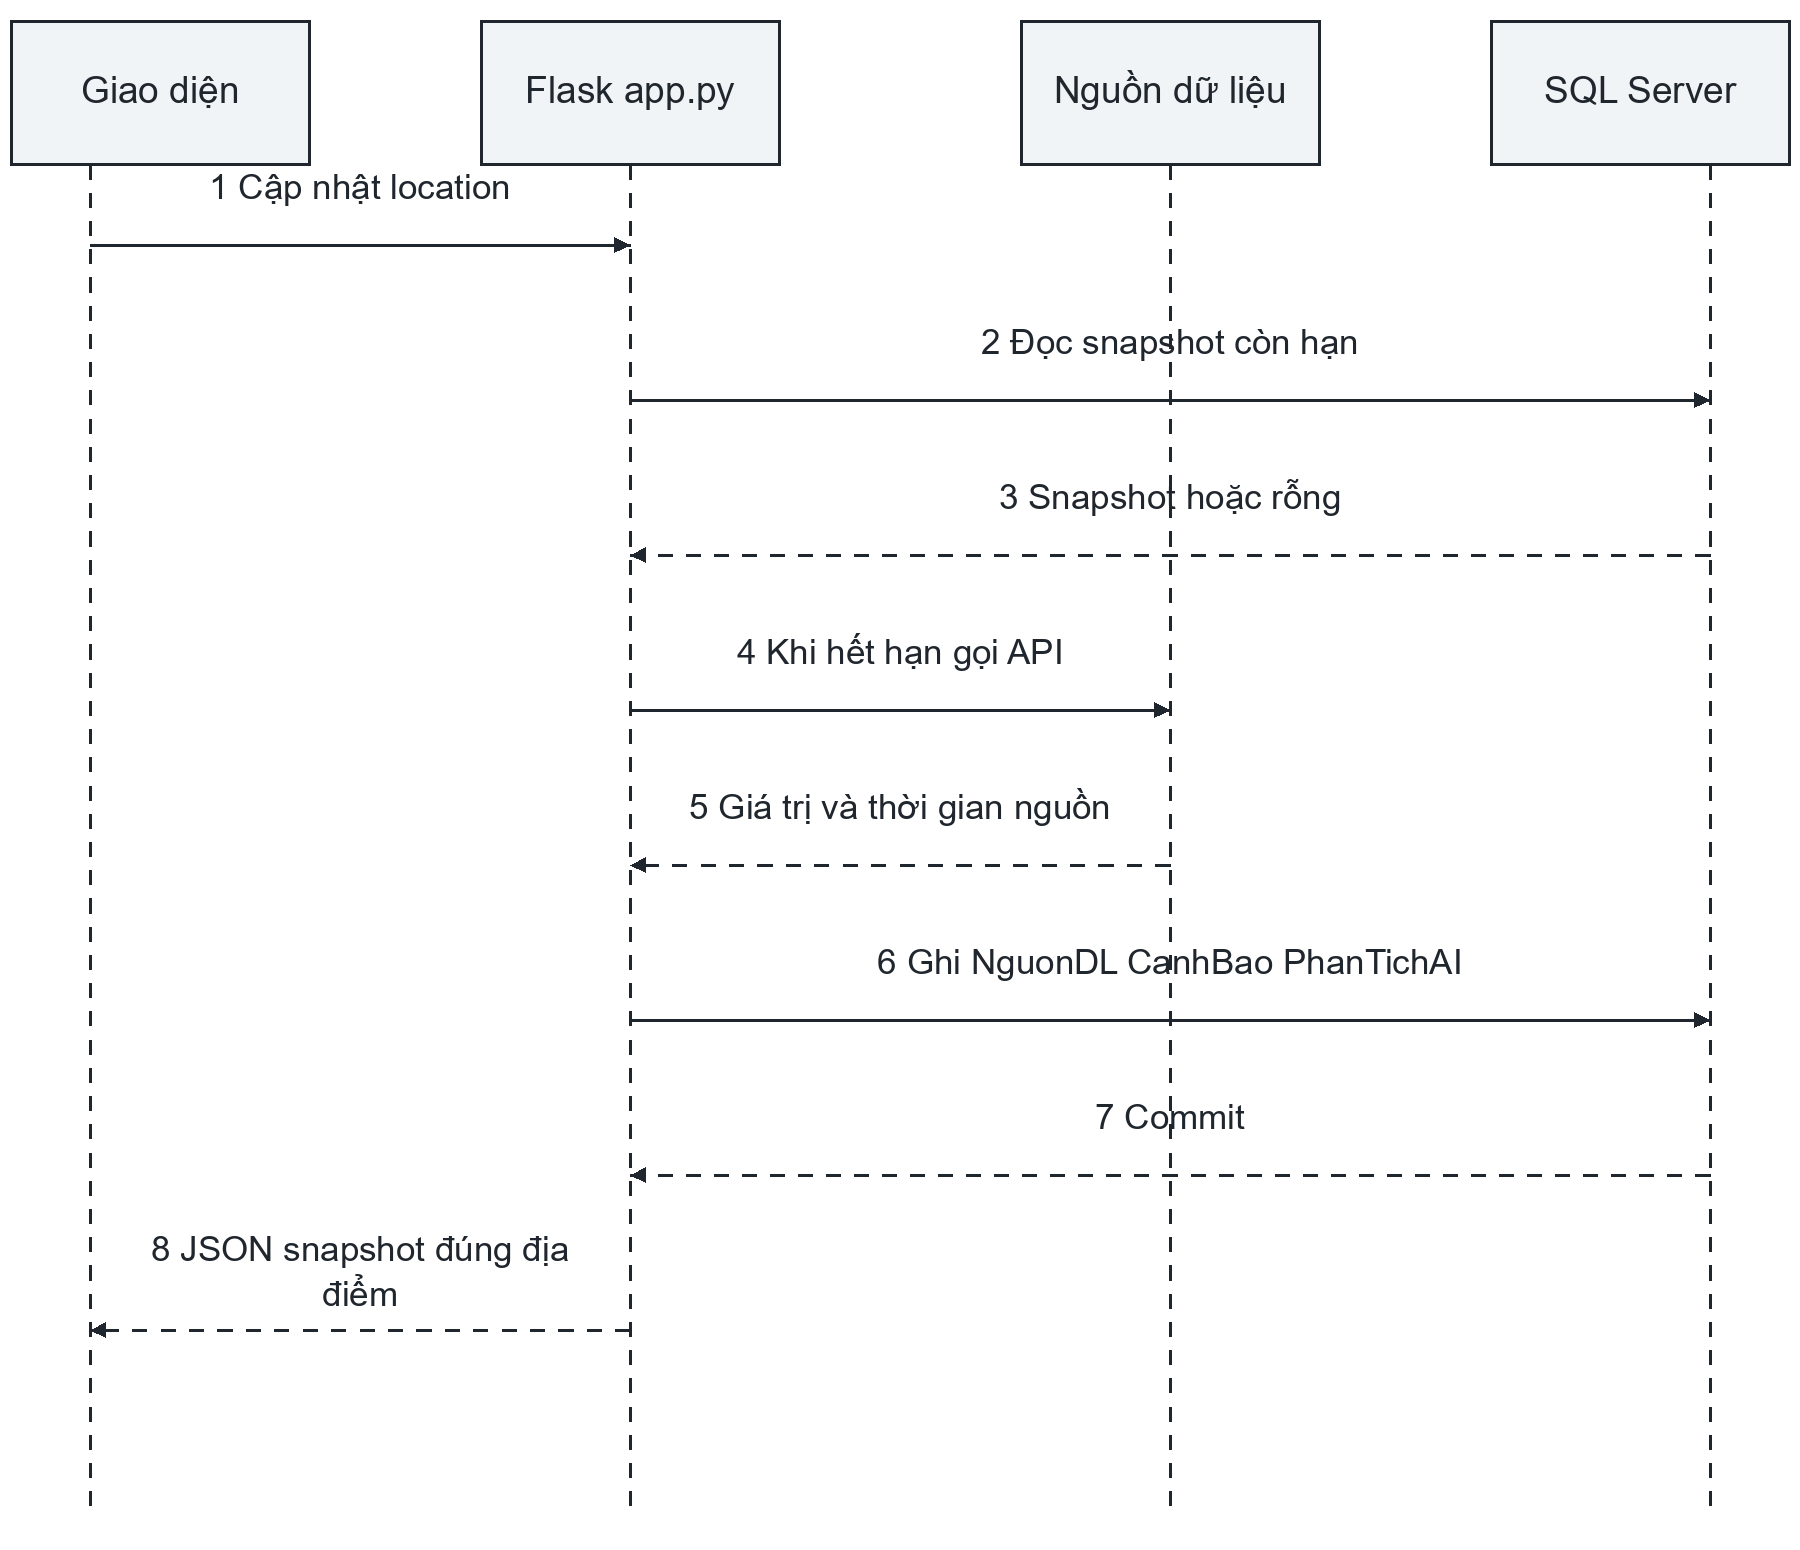 Giao diện
Flask app.py
Nguồn dữ liệu
SQL Server
1 Cập nhật location
2 Đọc snapshot còn hạn
3 Snapshot hoặc rỗng
4 Khi hết hạn gọi API
5 Giá trị và thời gian nguồn
6 Ghi NguonDL CanhBao PhanTichAI
7 Commit
8 JSON snapshot đúng địa
điểm